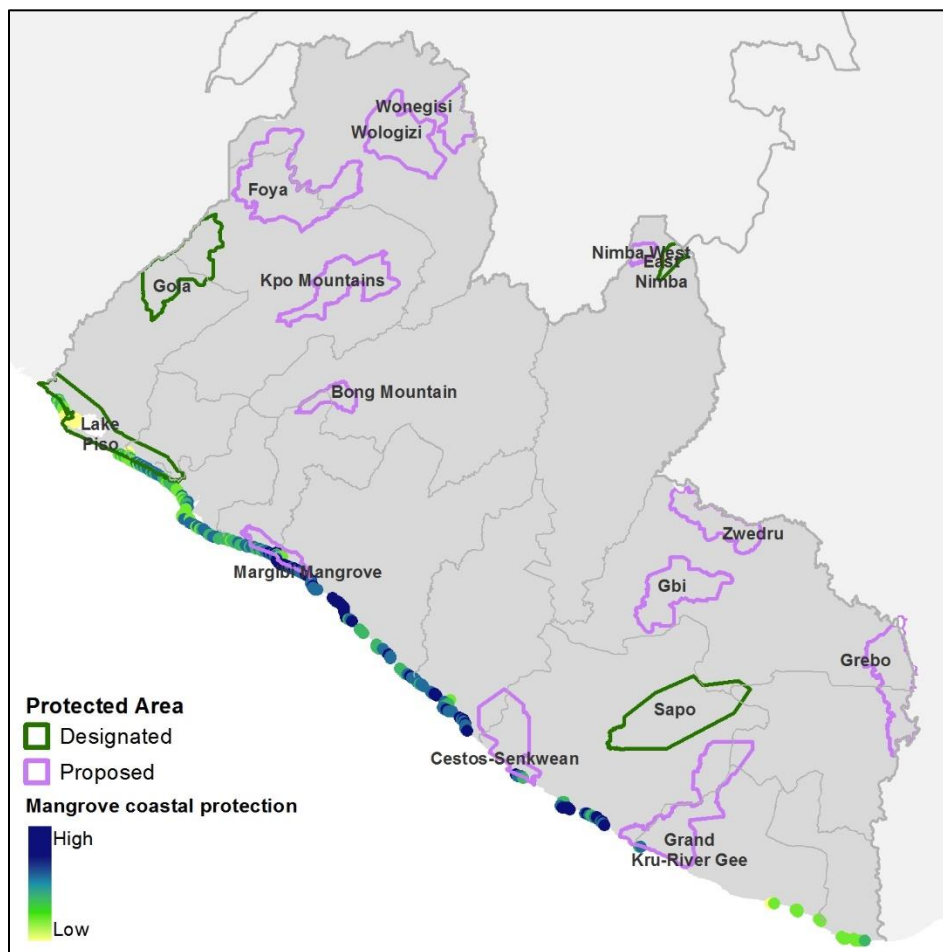 Wonegisi
Wologizi
Foya
Nimba West
East
Nimba
Gola
Kpo Mountains
Bong Mountain
Lake
Piso
Zwedru
Margibi Mangrove
Gbi
Grebo
Sapo
Cestos-Senkwean
Grand
Kru-River Gee
Protected Area
Designated
Proposed
Mangrove coastal protection
High
Low